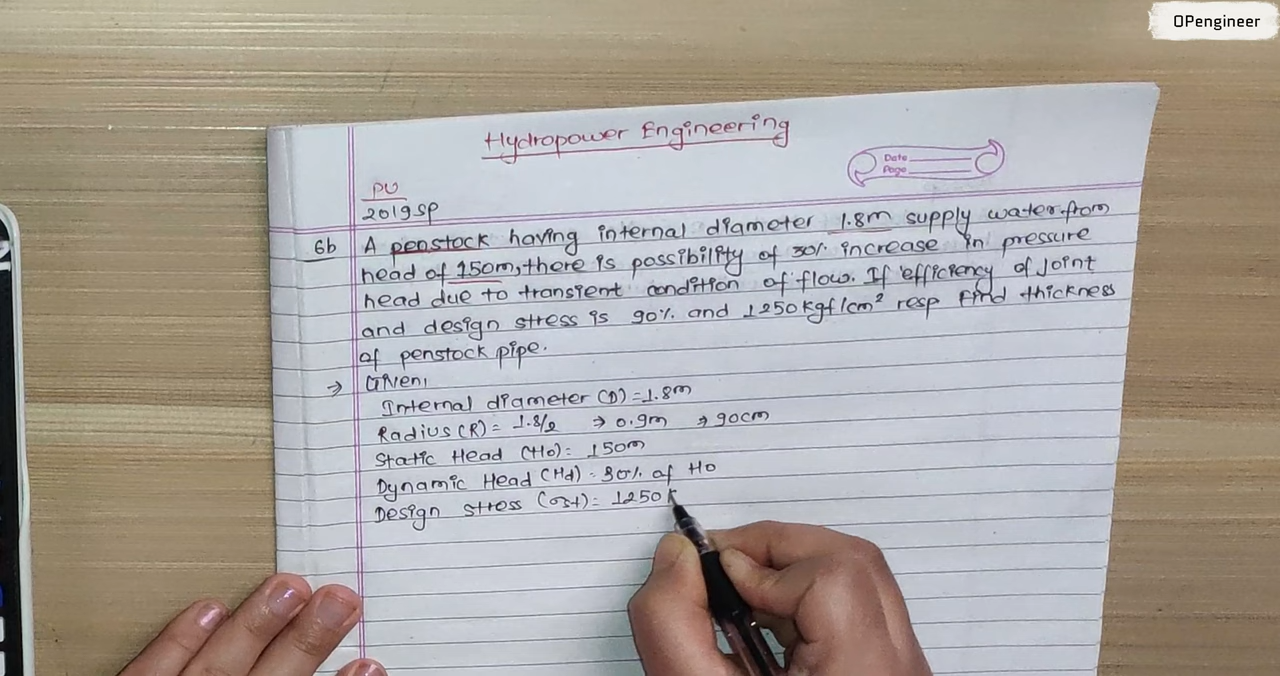 OPengineer
Hydropower Engineering
Date
Page
PU
2019 SP
6b A penstock having internal diameter 1.8m supply water from
head of 150m, there is possibility of 30% increase in pressure
head due to transient condition of flow. If efficiency of Joint
and design stress is 90% and 1250 kgf/cm² resp Find thickness
of penstock pipe.
→ Given,
Internal diameter (D) = 1.8m
Radius (R) = 1.8/2 → 0.9m → 90cm
Static Head (Ho) = 150m
Dynamic Head (Hd) = 30% of Ho
Design stress (σst) = 1250 k